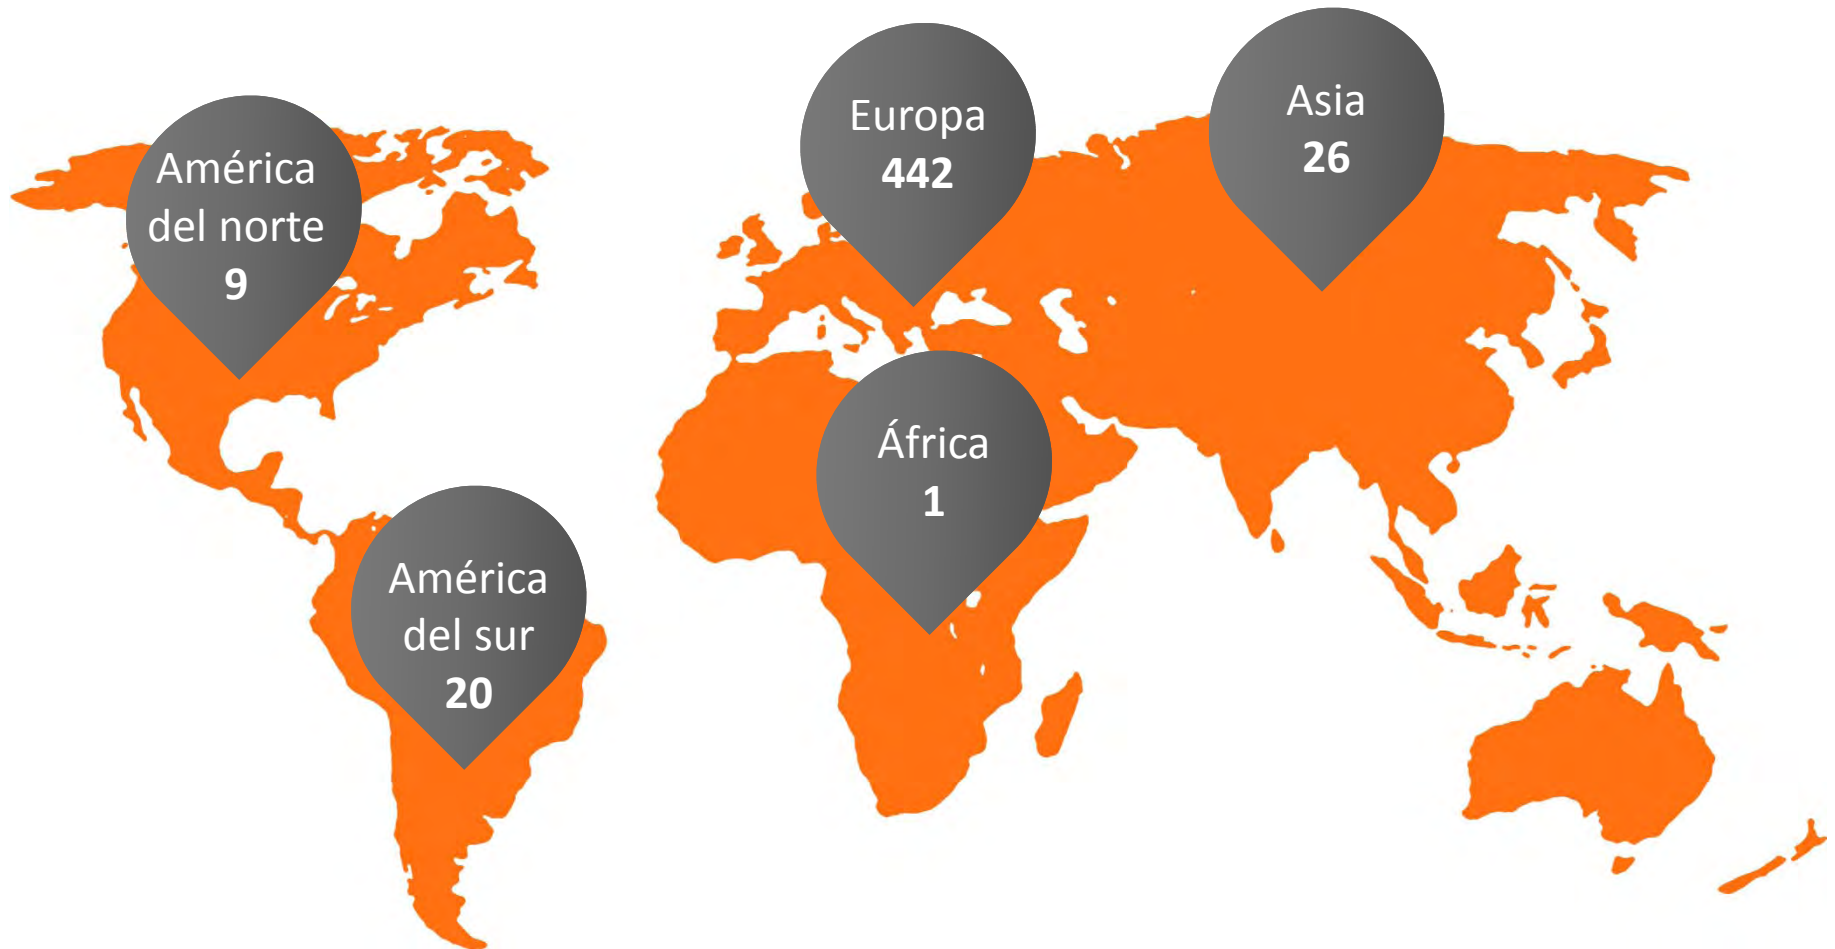 América
del norte
9
Europa
442
Asia
26
África
1
América
del sur
20